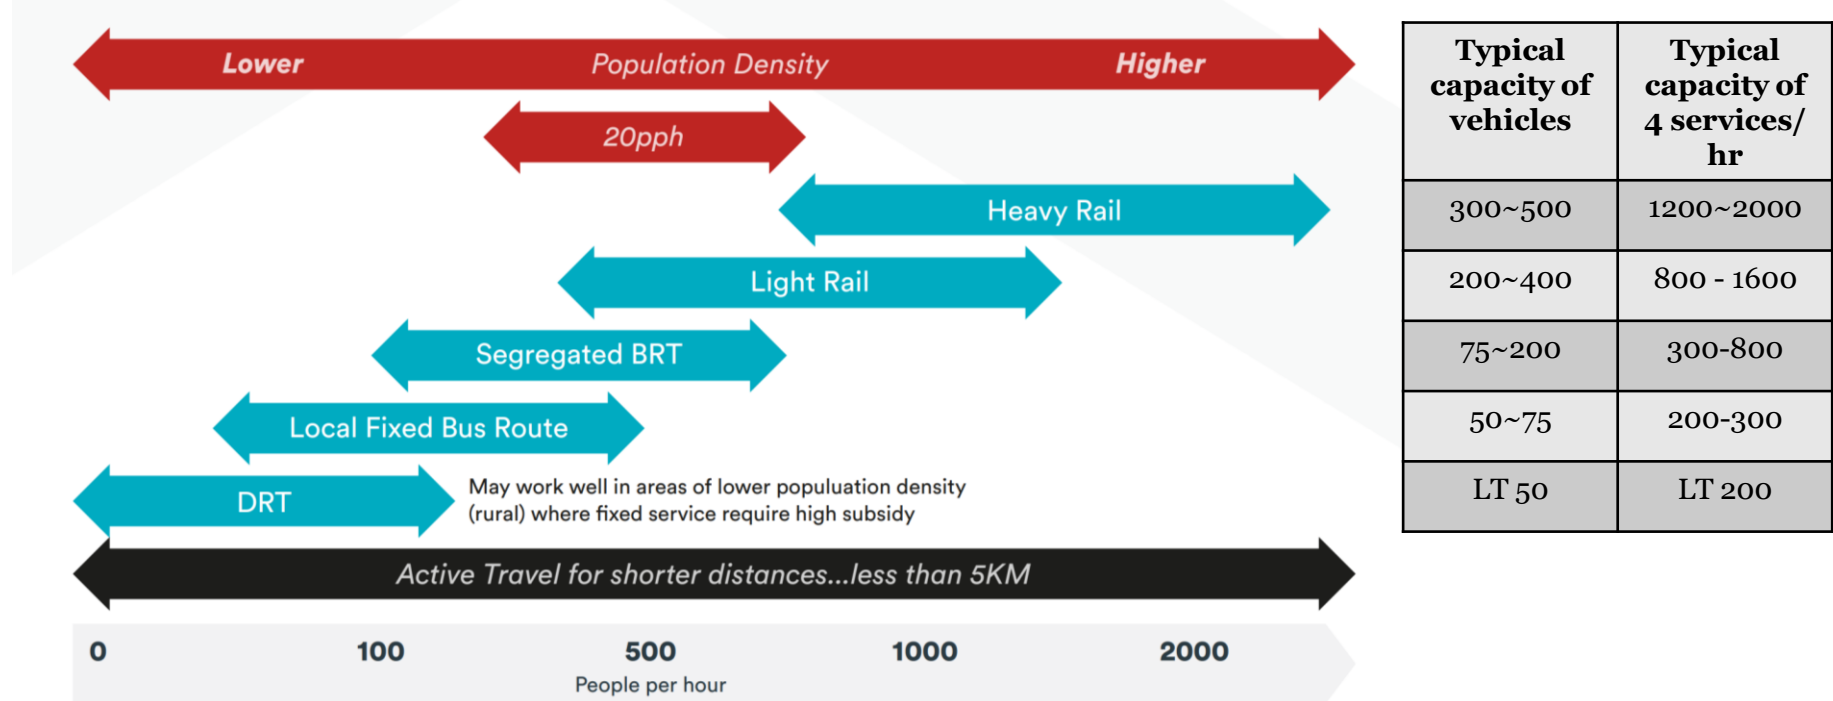 Lower Population Density Higher
20pph
Heavy Rail
Light Rail
Segregated BRT
Local Fixed Bus Route
DRT
May work well in areas of lower populuation density
(rural) where fixed service require high subsidy
Active Travel for shorter distances...less than 5KM
0 100 500 1000 2000
People per hour
Typical
capacity of
vehicles
Typical
capacity of
4 services/
hr
300~500 1200~2000
200~400 800 - 1600
75~200 300-800
50~75 200-300
LT 50 LT 200